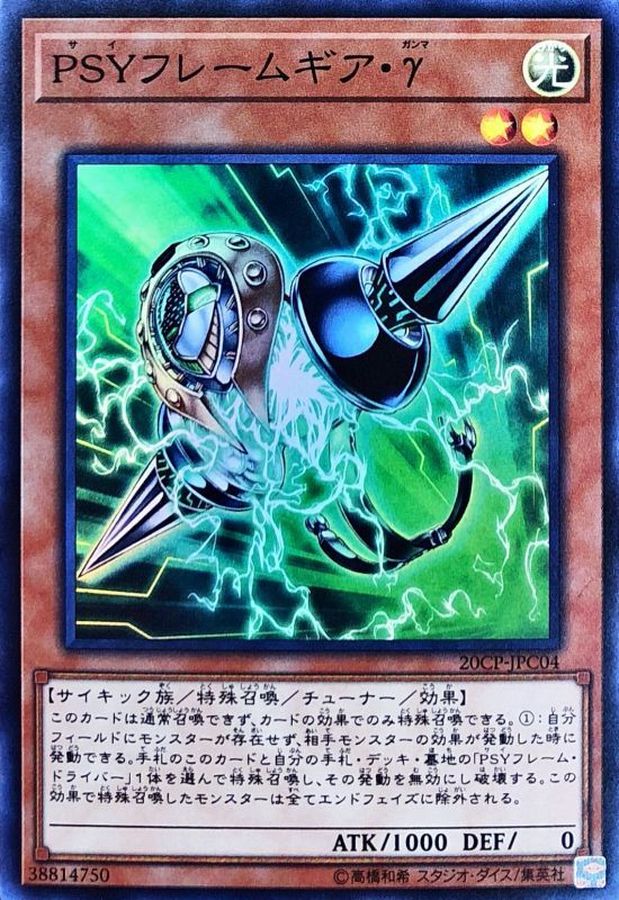 PSYフレームギア・γ
光
20CP-JPC04
【サイキック族/特殊召喚/チューナー/効果】
このカードは通常召喚できず、カードの効果でのみ特殊召喚できる。①:自分
フィールドにモンスターが存在せず、相手モンスターの効果が発動した時に
発動できる。手札のこのカードと自分の手札・デッキ・墓地の「PSYフレーム・
ドライバー」1体を選んで特殊召喚し、その発動を無効にし破壊する。この
効果で特殊召喚したモンスターは全てエンドフェイズに除外される。
ATK/1000 DEF/ 0
38814750 ©高橋和希 スタジオ・ダイス/集英社